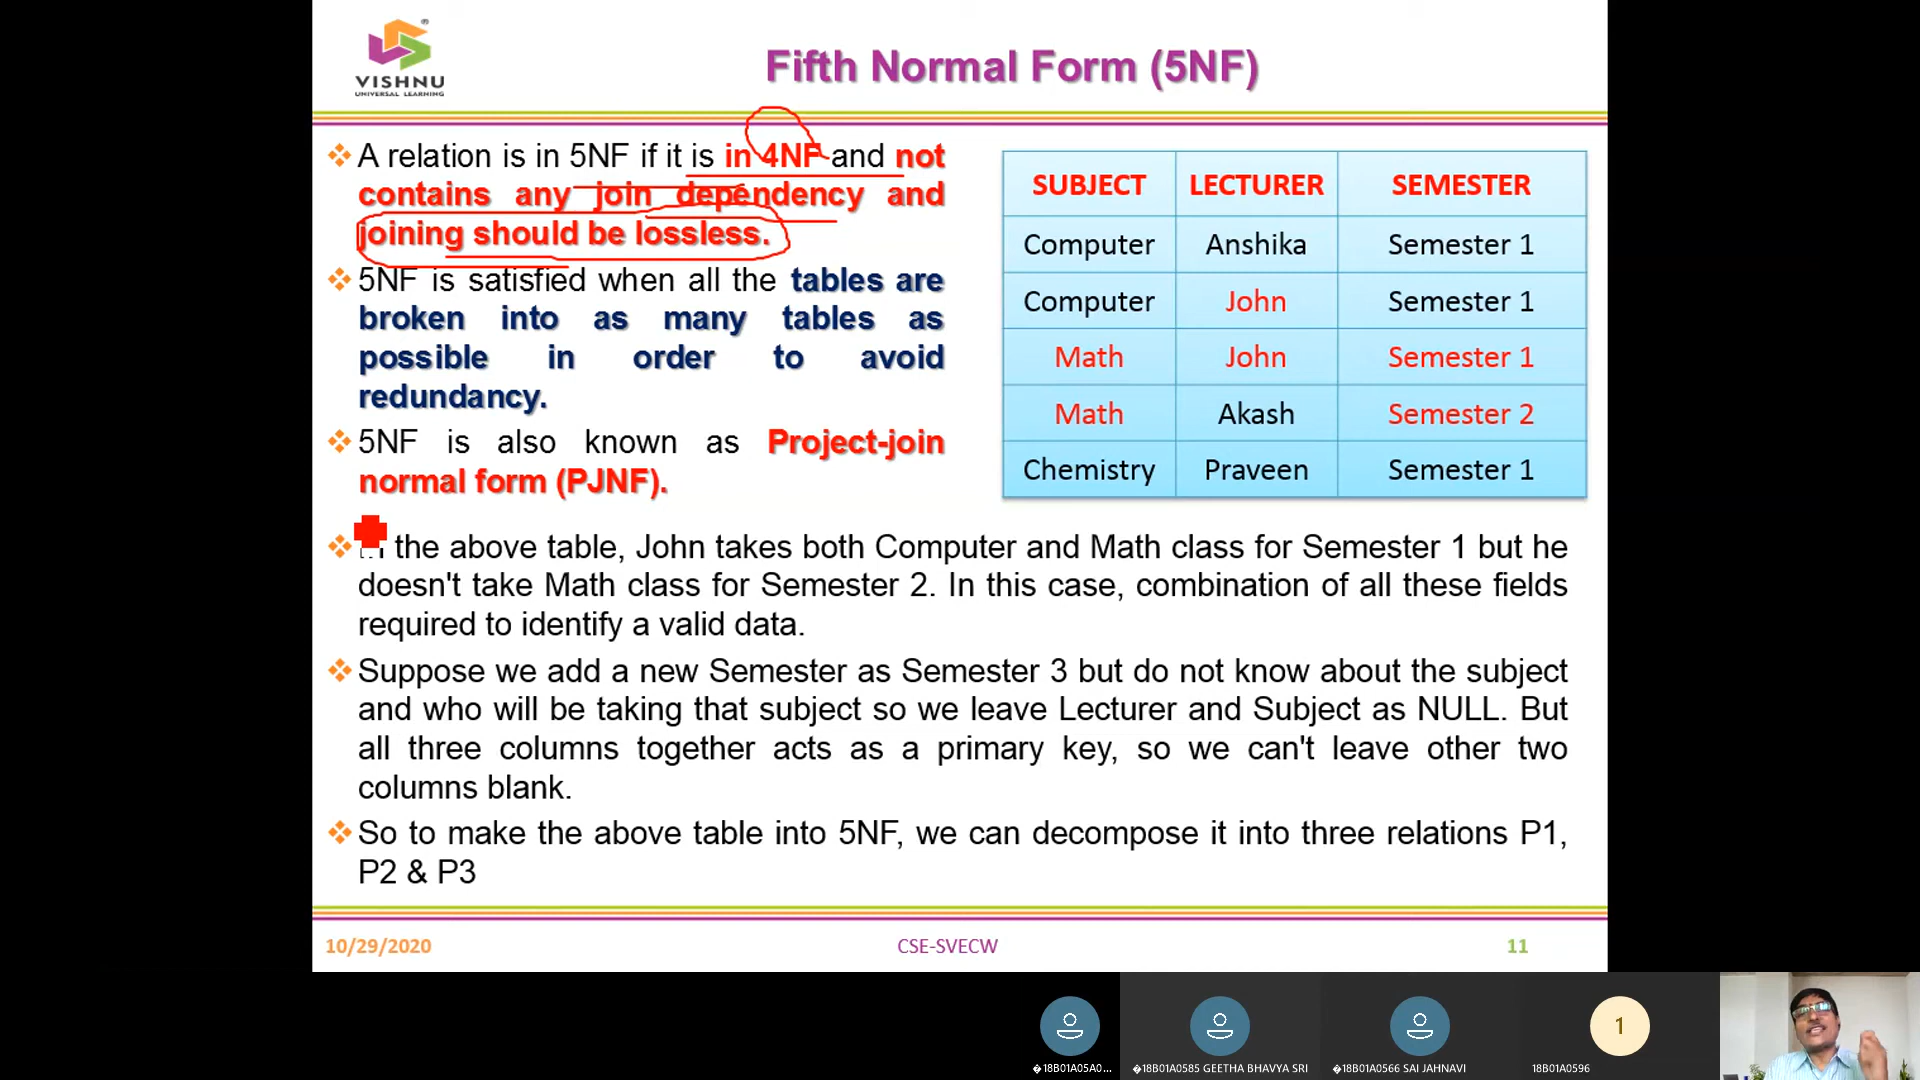 VISHNU
UNIVERSAL LEARNING
Fifth Normal Form (5NF)
A relation is in 5NF if it is in 4NF and not
contains any join dependency and
joining should be lossless.
5NF is satisfied when all the tables are
broken into as many tables as
possible in order to avoid
redundancy.
5NF is also known as Project-join
normal form (PJNF).
SUBJECT LECTURER SEMESTER
Computer Anshika Semester 1
Computer John Semester 1
Math John Semester 1
Math Akash Semester 2
Chemistry Praveen Semester 1
the above table, John takes both Computer and Math class for Semester 1 but he
doesn't take Math class for Semester 2. In this case, combination of all these fields
required to identify a valid data.
Suppose we add a new Semester as Semester 3 but do not know about the subject
and who will be taking that subject so we leave Lecturer and Subject as NULL. But
all three columns together acts as a primary key, so we can't leave other two
columns blank.
So to make the above table into 5NF, we can decompose it into three relations P1,
P2 & P3
10/29/2020 CSE-SVECW 11
1
�18B01A05A0... �18B01A0585 GEETHA BHAVYA SRI �18B01A0566 SAI JAHNAVI 18B01A0596